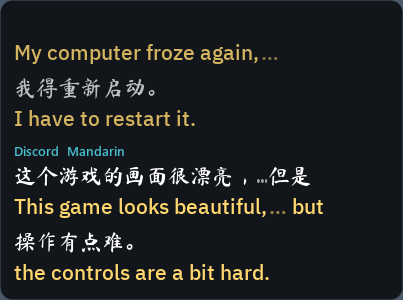 My computer froze again,...
我得重新启动。
I have to restart it.
Discord Mandarin
这个游戏的画面很漂亮，...但是
This game looks beautiful,... but
操作有点难。
the controls are a bit hard.